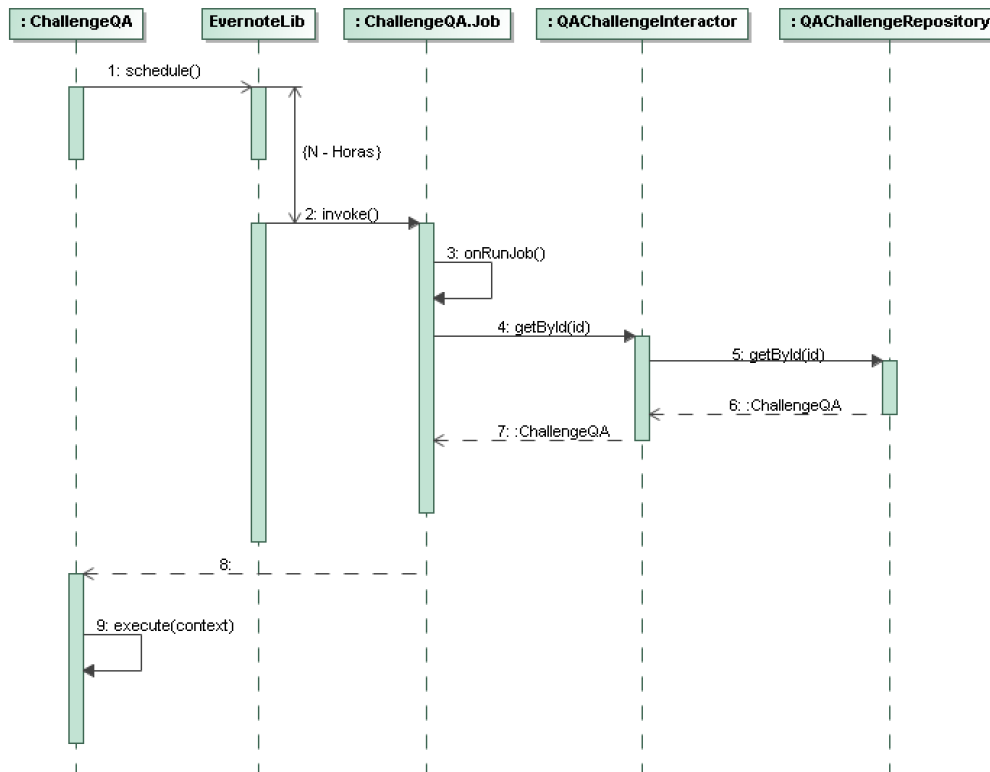 : ChallengeQA
EvernoteLib
: ChallengeQA.Job
: QAChallengeInteractor
: QAChallengeRepository
1: schedule()
{N - Horas}
2: invoke()
3: onRunJob()
4: getById(id)
5: getById(id)
6: :ChallengeQA
7: :ChallengeQA
8:
9: execute(context)